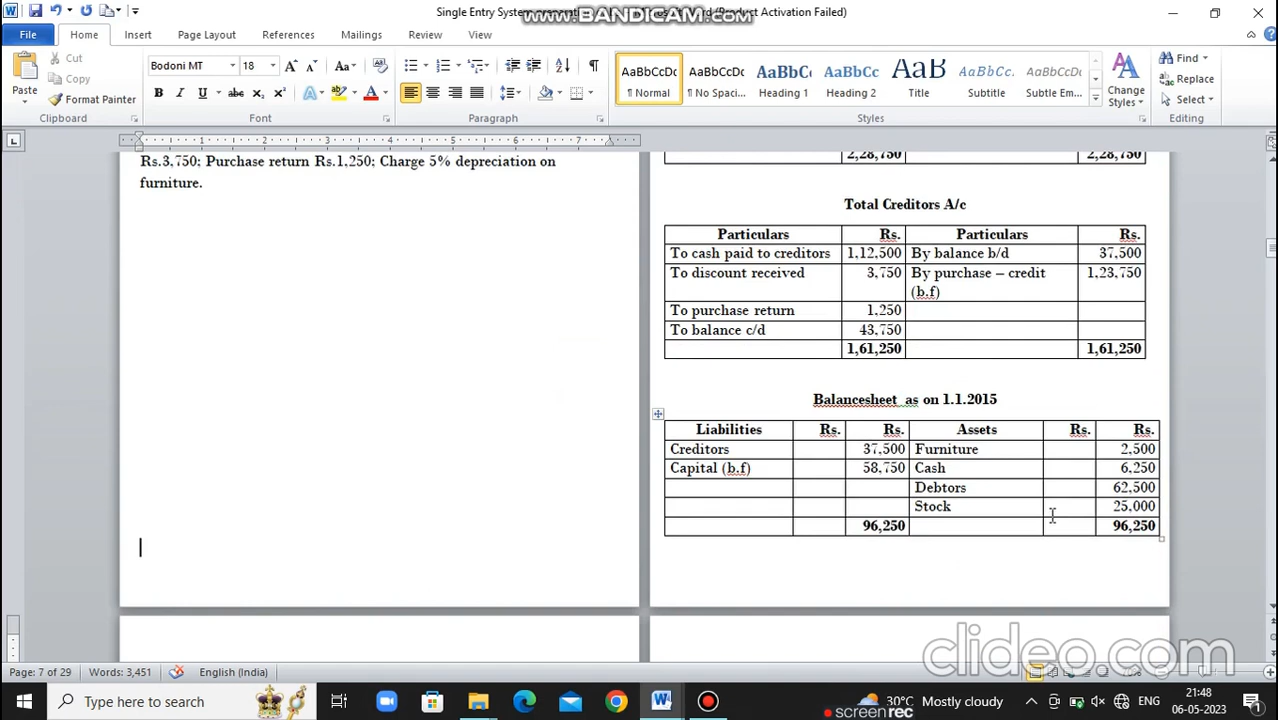 Single Entry System
(Product Activation Failed)
www.BANDICAM.com
File Home Insert Page Layout References Mailings Review View
Paste
Cut
Copy
Format Painter
Clipboard
Bodoni MT 18
Font
Paragraph
AaBbCcDc AaBbCcDc AaBbC AaBbCc AaB AaBbCc. AaBbCcDc
¶ Normal ¶ No Spaci... Heading 1 Heading 2 Title Subtitle Subtle Em...
Change Styles
Styles
Find
Replace
Select
Editing
Rs.3,750; Purchase return Rs.1,250; Charge 5% depreciation on
furniture.
2,28,750 2,28,750
Total Creditors A/c
Particulars Rs. Particulars Rs.
To cash paid to creditors 1,12,500 By balance b/d 37,500
To discount received 3,750 By purchase – credit 1,23,750
(b.f)
To purchase return 1,250
To balance c/d 43,750
1,61,250 1,61,250
Balancesheet as on 1.1.2015
Liabilities Rs. Rs. Assets Rs. Rs.
Creditors 37,500 Furniture 2,500
Capital (b.f) 58,750 Cash 6,250
Debtors 62,500
Stock 25,000
96,250 96,250
clideo.com
Page: 7 of 29 Words: 3,451 English (India)
Type here to search
30°C Mostly cloudy
ENG
21:48
06-05-2023
screenrec